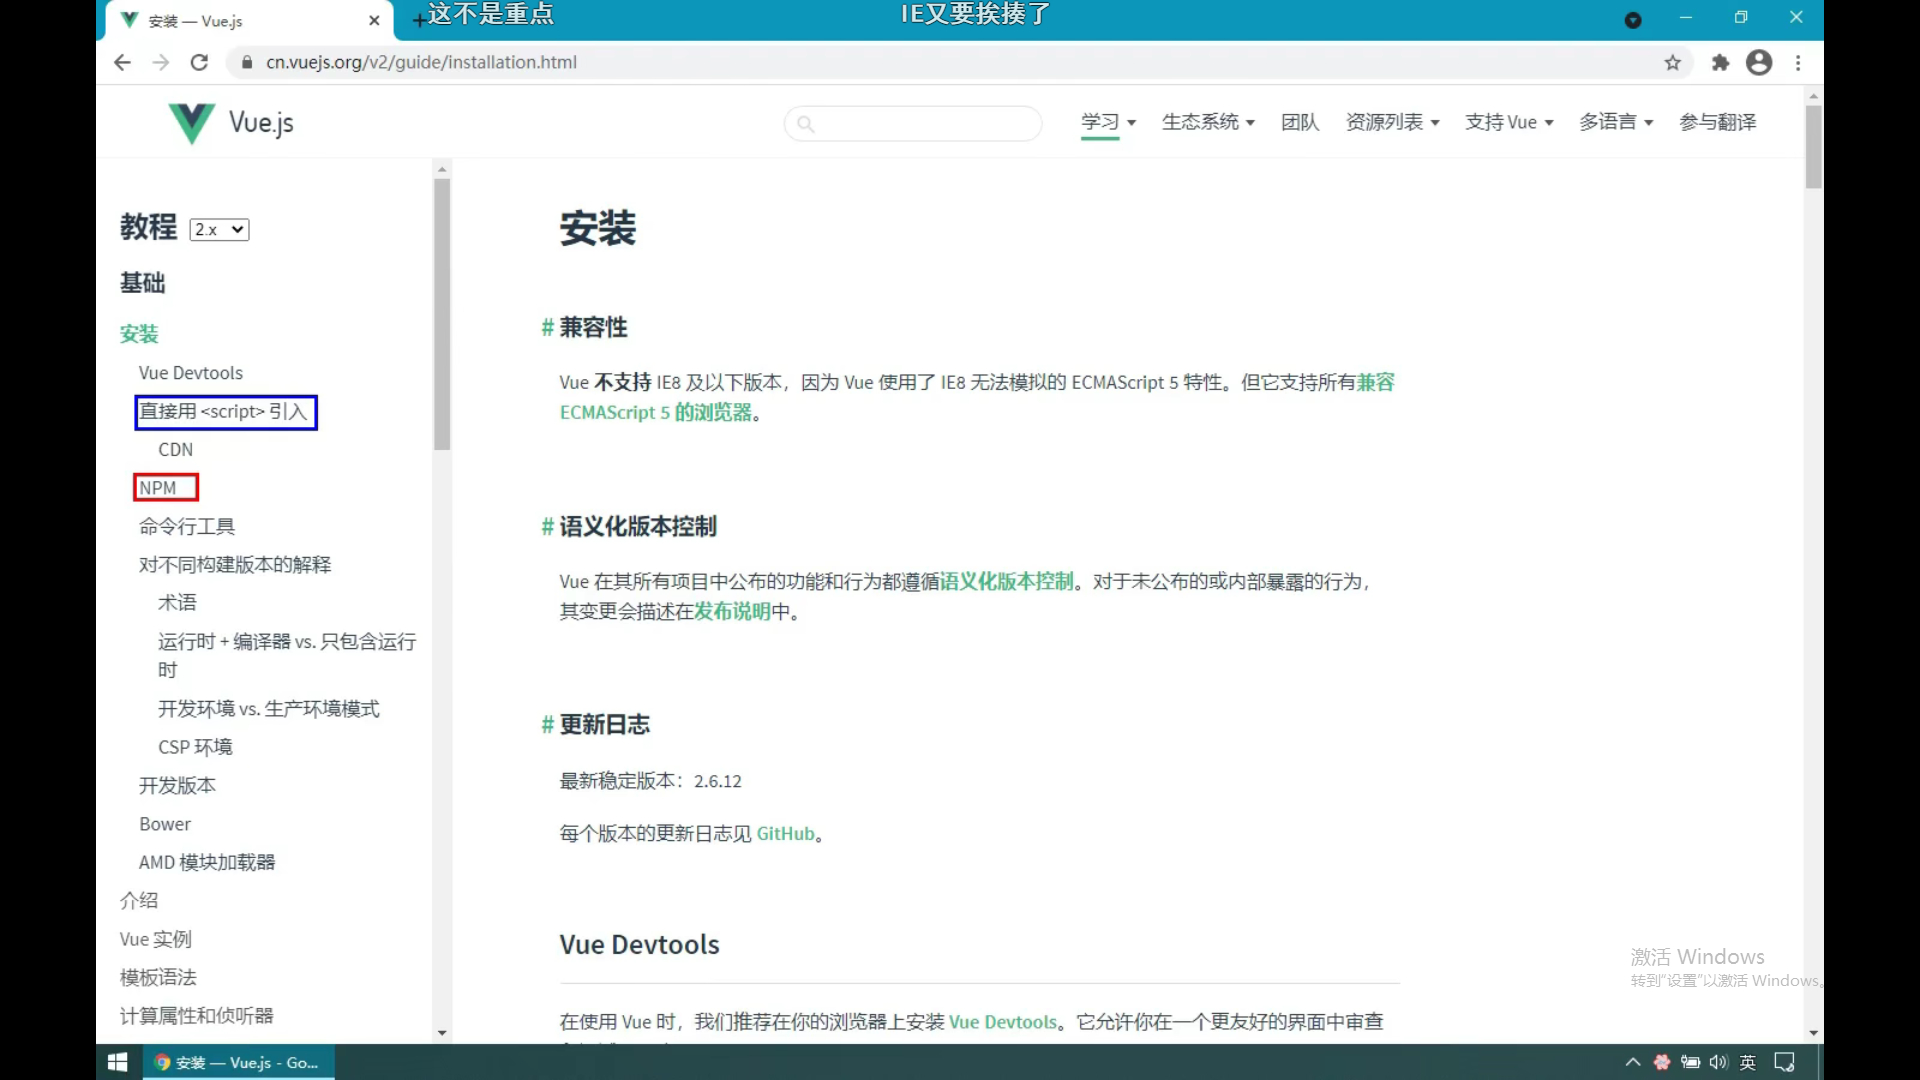 安装 — Vue.js
这不是重点
IE又要挨揍了
cn.vuejs.org/v2/guide/installation.html
Vue.js
学习
生态系统
团队
资源列表
支持 Vue
多语言
参与翻译
教程 2.x
基础
安装
Vue Devtools
直接用 <script> 引入
CDN
NPM
命令行工具
对不同构建版本的解释
术语
运行时 + 编译器 vs. 只包含运行
时
开发环境 vs. 生产环境模式
CSP 环境
开发版本
Bower
AMD 模块加载器
介绍
Vue 实例
模板语法
计算属性和侦听器
安装
# 兼容性
Vue 不支持 IE8 及以下版本，因为 Vue 使用了 IE8 无法模拟的 ECMAScript 5 特性。但它支持所有兼容
ECMAScript 5 的浏览器。
# 语义化版本控制
Vue 在其所有项目中公布的功能和行为都遵循语义化版本控制。对于未公布的或内部暴露的行为，
其变更会描述在发布说明中。
# 更新日志
最新稳定版本：2.6.12
每个版本的更新日志见 GitHub。
Vue Devtools
在使用 Vue 时，我们推荐在你的浏览器上安装 Vue Devtools。它允许你在一个更友好的界面中审查
激活 Windows
转到“设置”以激活 Windows。
安装 — Vue.js - Go...
英